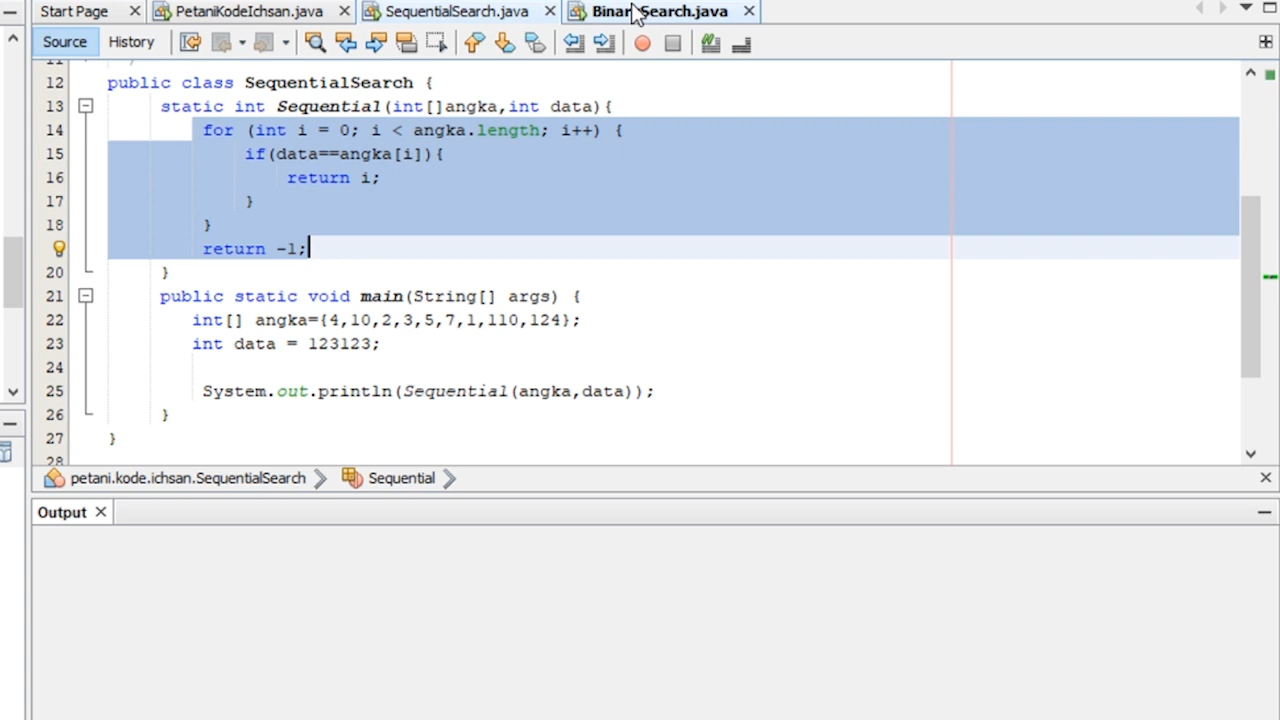 Start Page PetaniKodeIchsan.java SequentialSearch.java BinarySearch.java
Source History
11
12 public class SequentialSearch {
13 static int Sequential(int[]angka,int data){
14 for (int i = 0; i < angka.length; i++) {
15 if(data==angka[i]){
16 return i;
17 }
18 }
return -1;
20 }
21 public static void main(String[] args) {
22 int[] angka={4,10,2,3,5,7,1,110,124};
23 int data = 123123;
24
25 System.out.println(Sequential(angka,data));
26 }
27 }
28
petani.kode.ichsan.SequentialSearch Sequential
Output